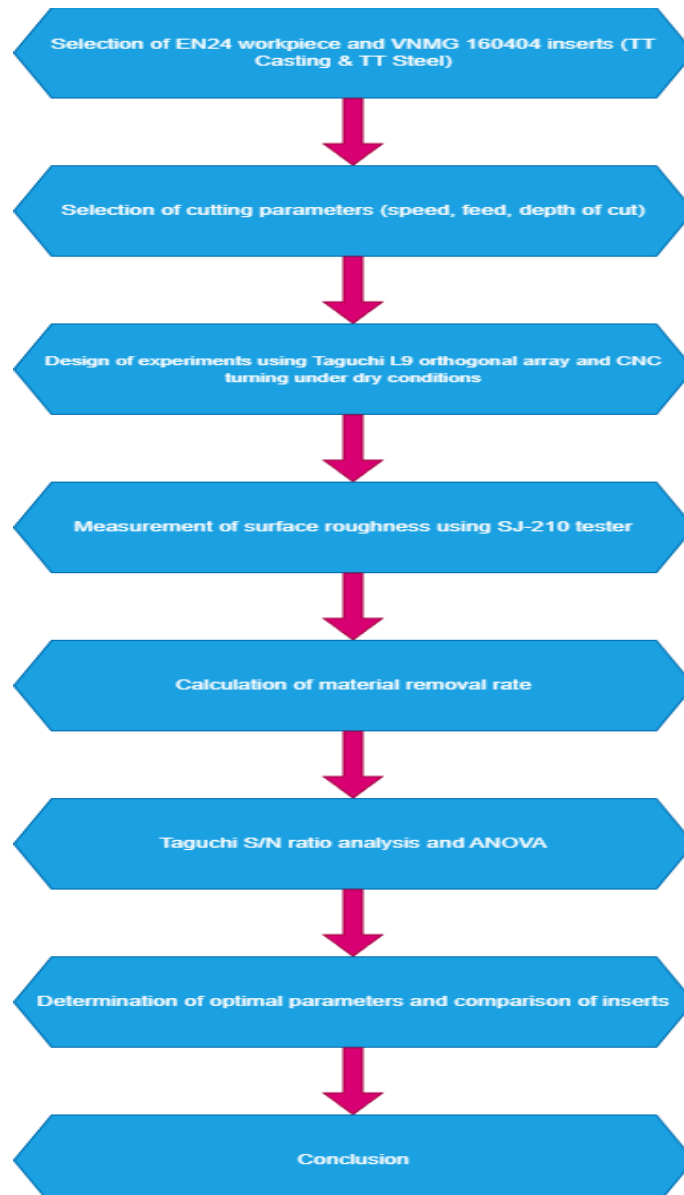 Selection of EN24 workpiece and VNMG 160404 inserts (TT
Casting & TT Steel)
Selection of cutting parameters (speed, feed, depth of cut)
Design of experiments using Taguchi L9 orthogonal array and CNC
turning under dry conditions
Measurement of surface roughness using SJ-210 tester
Calculation of material removal rate
Taguchi S/N ratio analysis and ANOVA
Determination of optimal parameters and comparison of inserts
Conclusion